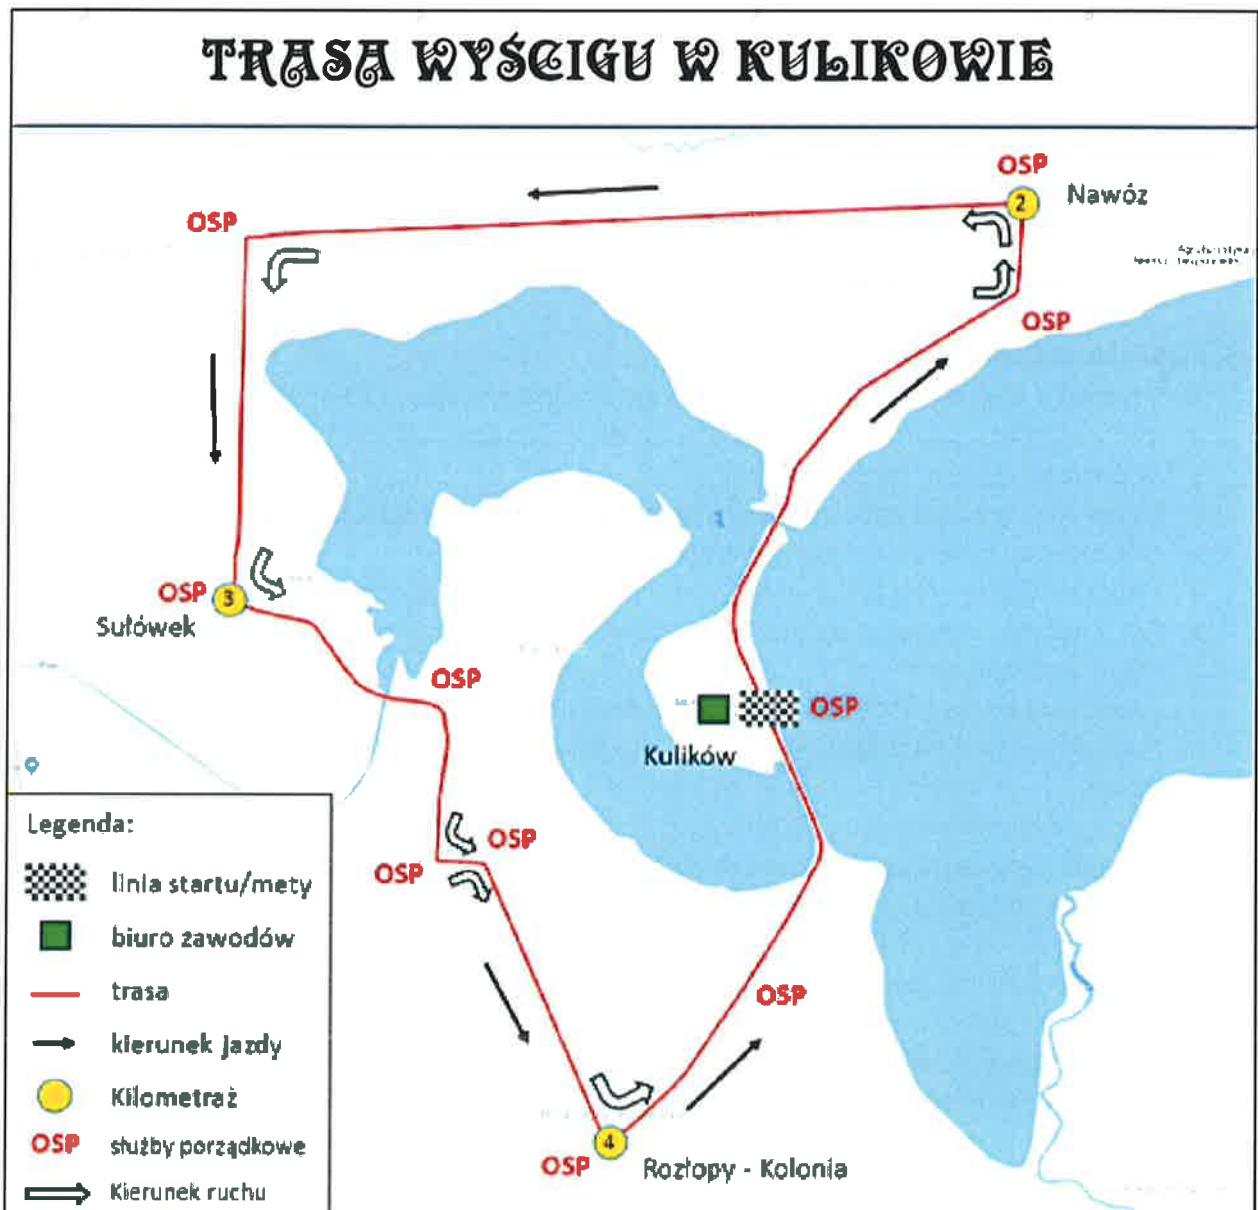 TRASA WYŚCIGU W KULIKOWIE
OSP
2
Nawóz
OSP
OSP
1
OSP
3
Sułówek
OSP
OSP
Kulików
OSP
OSP
OSP
4
OSP
Rozłopy - Kolonia
Legenda:
linia startu/mety
biuro zawodów
trasa
kierunek jazdy
Kilometraż
OSP służby porządkowe
Kierunek ruchu